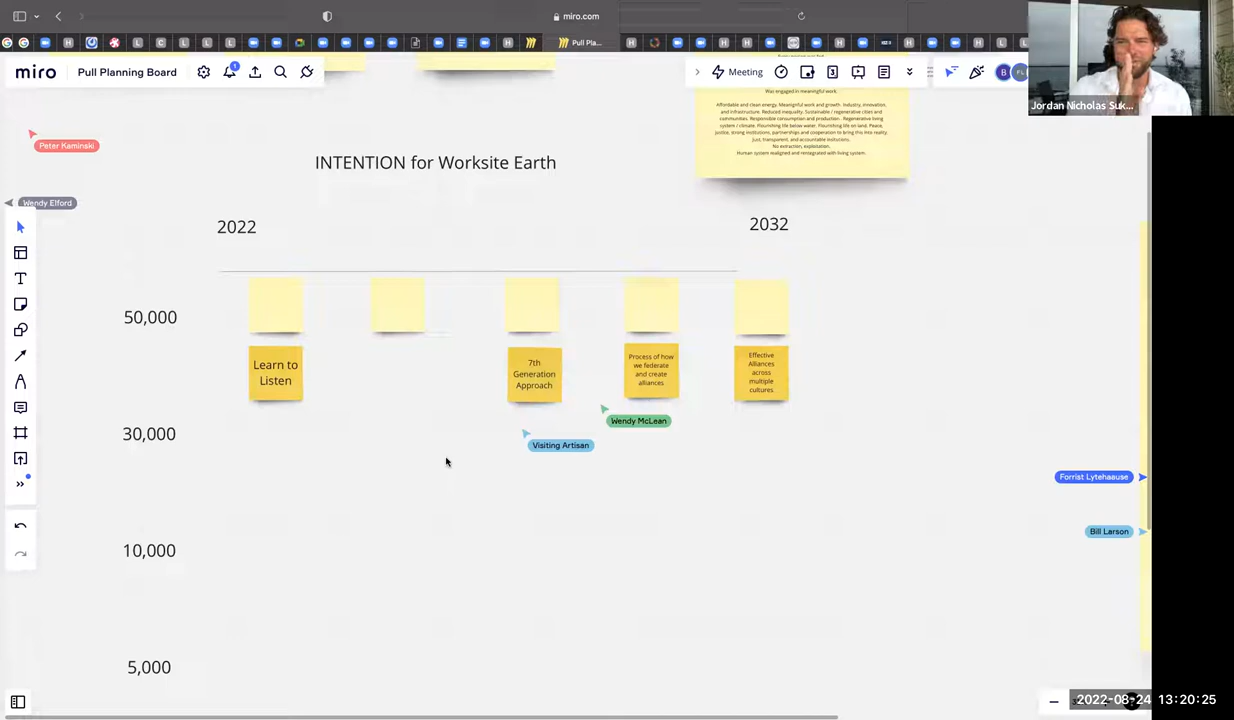 miro.com
Pull Pla...
miro
Pull Planning Board
1
3
Meeting
B
Jordan Nicholas Suk...
Was engaged in meaningful work.
Affordable and clean energy. Meaningful work and growth. Industry, innovation,
and infrastructure. Reduced inequality. Sustainable / regenerative cities and
communities. Responsible consumption and production. Regenerative living
system / climate. Flourishing life below water. Flourishing life on land. Peace,
justice, strong institutions, partnerships and cooperation to bring this into reality.
Just, transparent, and accountable institutions.
No extraction, exploitation.
Human system realigned and reintegrated with living system.
Peter Kaminski
INTENTION for Worksite Earth
Wendy Elford
2022
2032
50,000
Learn to
Listen
7th
Generation
Approach
Process of how
we federate
and create
alliances
Effective
Alliances
across
multiple
cultures
Wendy McLean
30,000
Visiting Artisan
Forrist Lytehaause
Bill Larson
10,000
5,000
2022-08-24 13:20:25